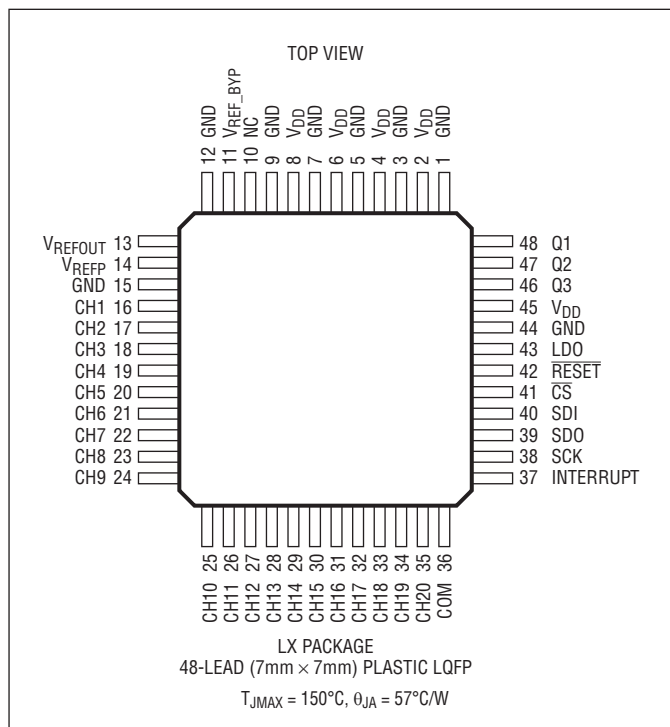 TOP VIEW
12 GND
11 VREF_BYP
10 NC
9 GND
8 VDD
7 GND
6 VDD
5 GND
4 VDD
3 GND
2 VDD
1 GND
VREFOUT 13
VREFP 14
GND 15
CH1 16
CH2 17
CH3 18
CH4 19
CH5 20
CH6 21
CH7 22
CH8 23
CH9 24
48 Q1
47 Q2
46 Q3
45 VDD
44 GND
43 LDO
42 RESET
41 CS
40 SDI
39 SDO
38 SCK
37 INTERRUPT
CH10 25
CH11 26
CH12 27
CH13 28
CH14 29
CH15 30
CH16 31
CH17 32
CH18 33
CH19 34
CH20 35
COM 36
LX PACKAGE
48-LEAD (7mm × 7mm) PLASTIC LQFP
TJMAX = 150°C, θJA = 57°C/W